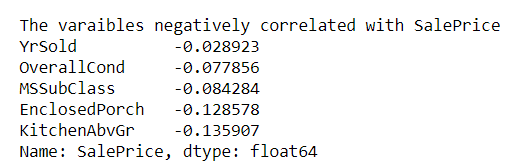 The varaibles negatively correlated with SalePrice
YrSold -0.028923
OverallCond -0.077856
MSSubClass -0.084284
EnclosedPorch -0.128578
KitchenAbvGr -0.135907
Name: SalePrice, dtype: float64